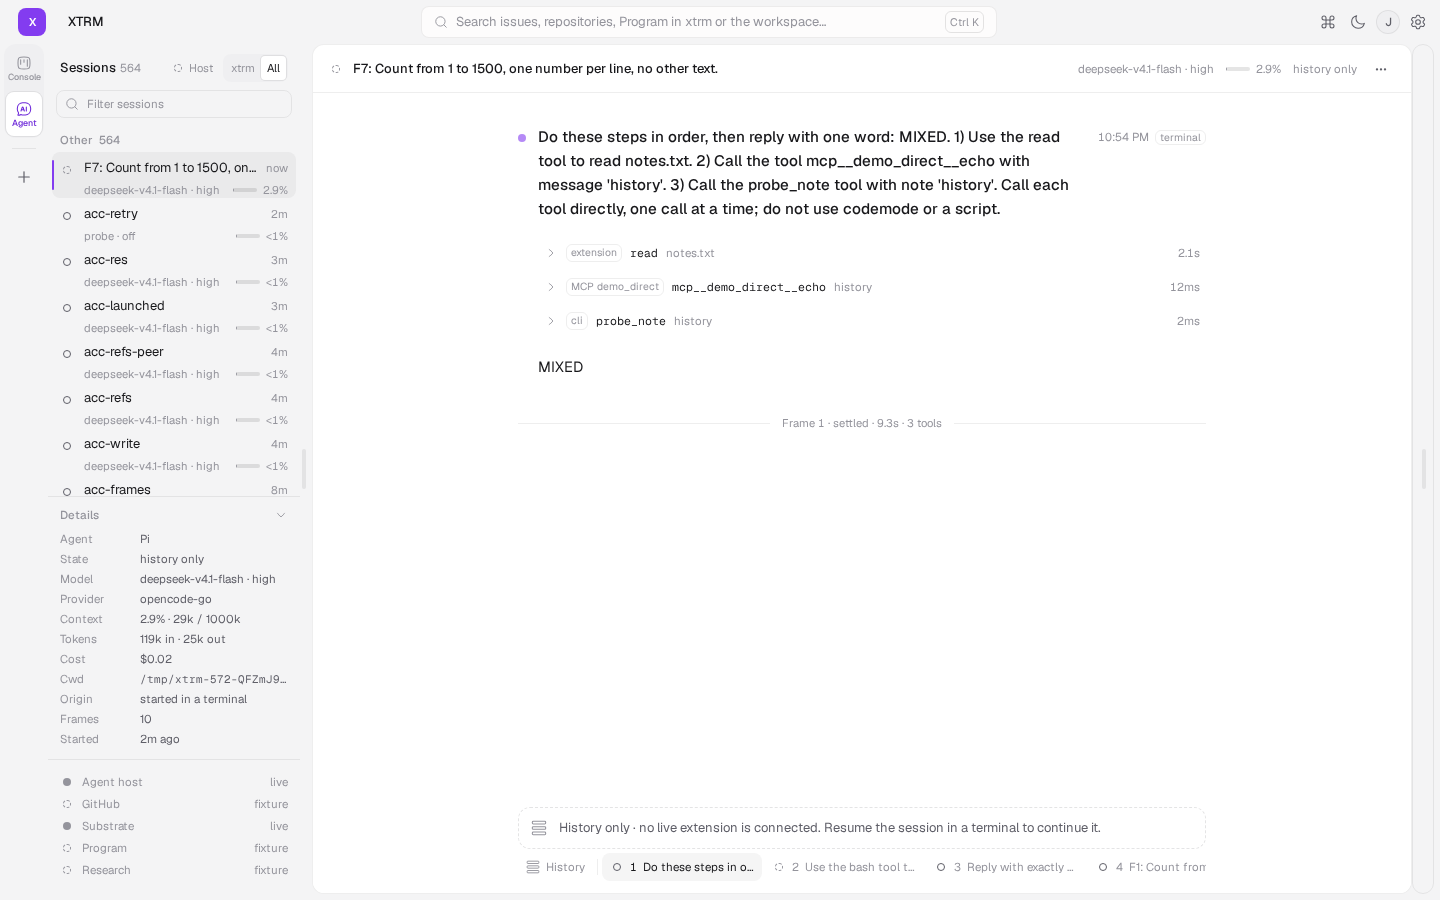 X XTRM
Search issues, repositories, Program in xtrm or the workspace... Ctrl K
J
Console
Agent
Sessions 564 Host xtrm All
Filter sessions
Other 564
F7: Count from 1 to 1500, on... now
deepseek-v4.1-flash · high 2.9%
acc-retry 2m
probe · off <1%
acc-res 3m
deepseek-v4.1-flash · high <1%
acc-launched 3m
deepseek-v4.1-flash · high <1%
acc-refs-peer 4m
deepseek-v4.1-flash · high <1%
acc-refs 4m
deepseek-v4.1-flash · high <1%
acc-write 4m
deepseek-v4.1-flash · high <1%
acc-frames 8m
Details
Agent Pi
State history only
Model deepseek-v4.1-flash · high
Provider opencode-go
Context 2.9% · 29k / 1000k
Tokens 119k in · 25k out
Cost $0.02
Cwd /tmp/xtrm-572-QFZmJ9...
Origin started in a terminal
Frames 10
Started 2m ago
Agent host live
GitHub fixture
Substrate live
Program fixture
Research fixture
F7: Count from 1 to 1500, one number per line, no other text.
deepseek-v4.1-flash · high 2.9% history only ...
Do these steps in order, then reply with one word: MIXED. 1) Use the read
tool to read notes.txt. 2) Call the tool mcp__demo_direct__echo with
message 'history'. 3) Call the probe_note tool with note 'history'. Call each
tool directly, one call at a time; do not use codemode or a script.
10:54 PM terminal
extension read notes.txt 2.1s
MCP demo_direct mcp__demo_direct__echo history 12ms
cli probe_note history 2ms
MIXED
Frame 1 · settled · 9.3s · 3 tools
History only · no live extension is connected. Resume the session in a terminal to continue it.
History 1 Do these steps in o... 2 Use the bash tool t... 3 Reply with exactly ... 4 F1: Count from